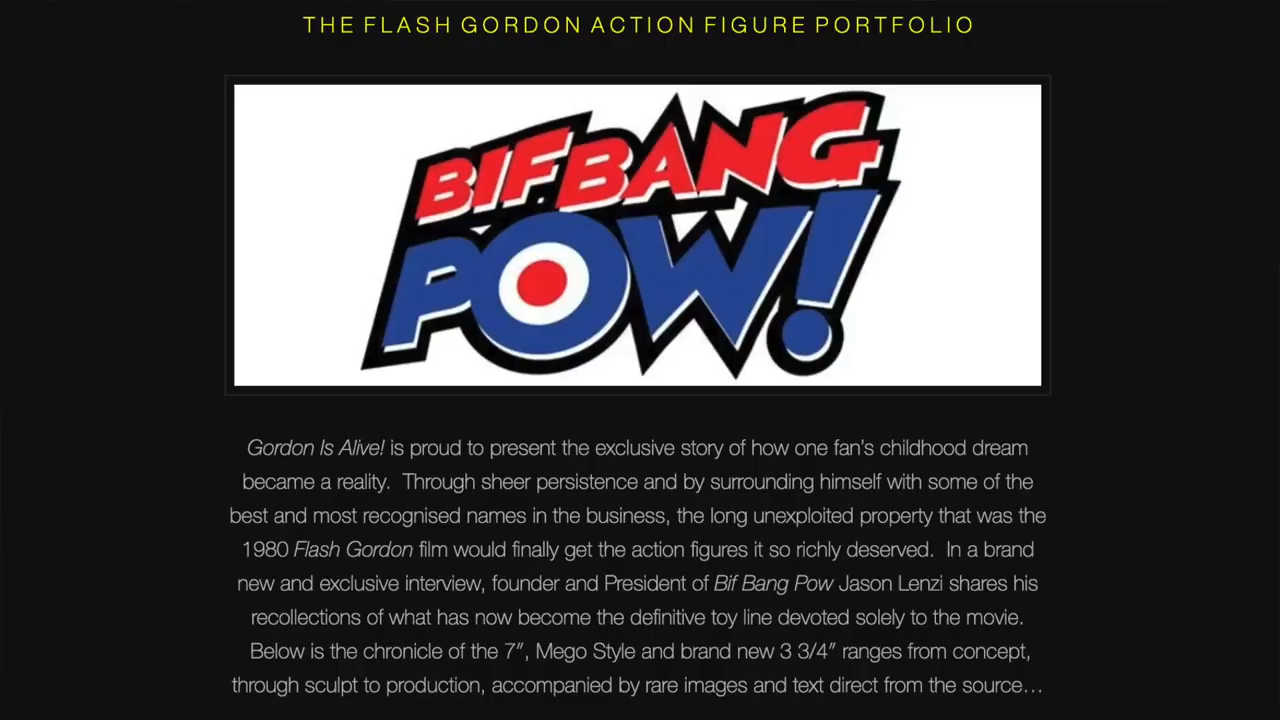 THE FLASH GORDON ACTION FIGURE PORTFOLIO
BIF BANG
POW!
Gordon Is Alive! is proud to present the exclusive story of how one fan's childhood dream
became a reality. Through sheer persistence and by surrounding himself with some of the
best and most recognised names in the business, the long unexploited property that was the
1980 Flash Gordon film would finally get the action figures it so richly deserved. In a brand
new and exclusive interview, founder and President of Bif Bang Pow Jason Lenzi shares his
recollections of what has now become the definitive toy line devoted solely to the movie.
Below is the chronicle of the 7″, Mego Style and brand new 3 3/4″ ranges from concept,
through sculpt to production, accompanied by rare images and text direct from the source…